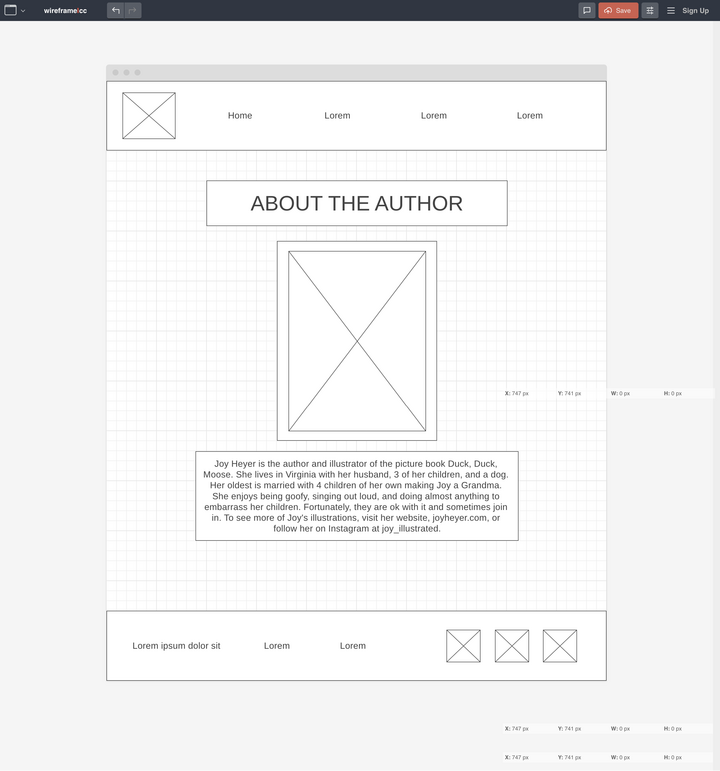 wireframe|cc
Save
Sign Up
Home Lorem Lorem Lorem
ABOUT THE AUTHOR
X: 747 px Y: 741 px W: 0 px H: 0 px
Joy Heyer is the author and illustrator of the picture book Duck, Duck,
Moose. She lives in Virginia with her husband, 3 of her children, and a dog.
Her oldest is married with 4 children of her own making Joy a Grandma.
She enjoys being goofy, singing out loud, and doing almost anything to
embarrass her children. Fortunately, they are ok with it and sometimes join
in. To see more of Joy's illustrations, visit her website, joyheyer.com, or
follow her on Instagram at joy_illustrated.
Lorem ipsum dolor sit Lorem Lorem
X: 747 px Y: 741 px W: 0 px H: 0 px
X: 747 px Y: 741 px W: 0 px H: 0 px